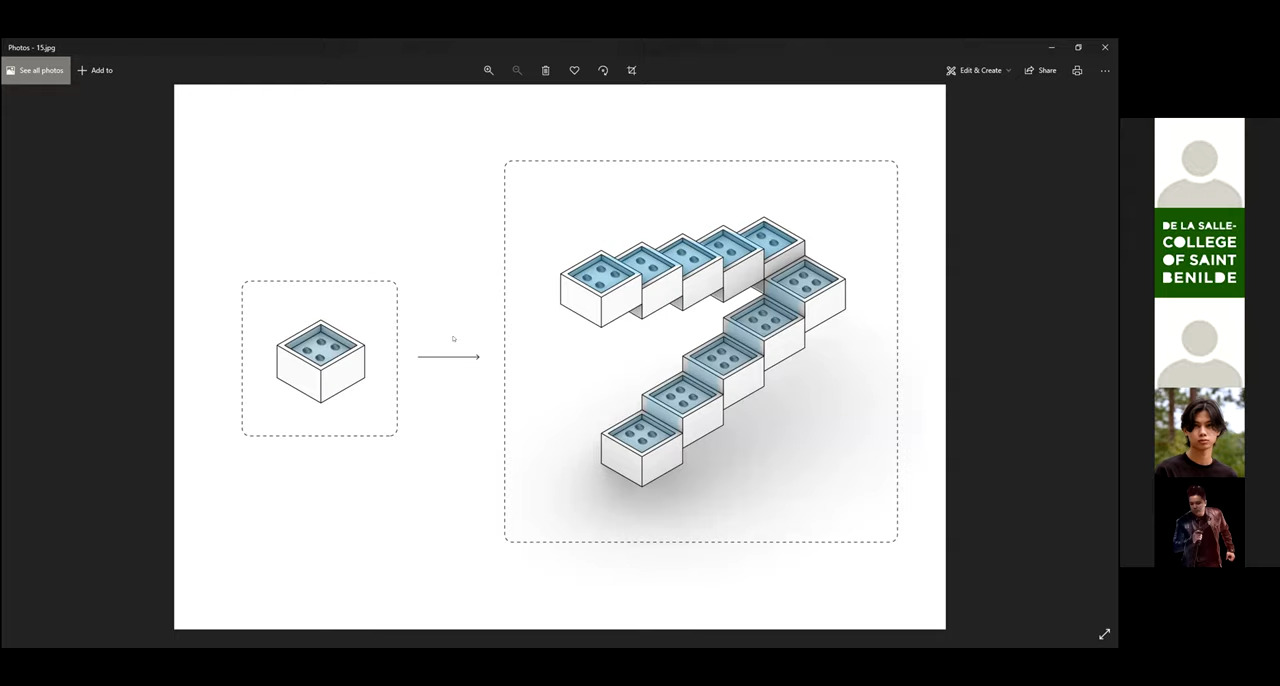 Photos - 15.jpg
See all photos
Add to
Edit & Create
Share
DE LA SALLE-
COLLEGE
OF SAINT
BENILDE